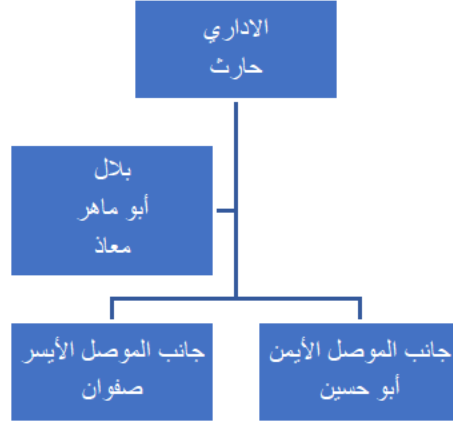 الاداري
حارث
بلال
أبو ماهر
معاذ
جانب الموصل الأيمن
أبو حسين
جانب الموصل الأيسر
صفوان